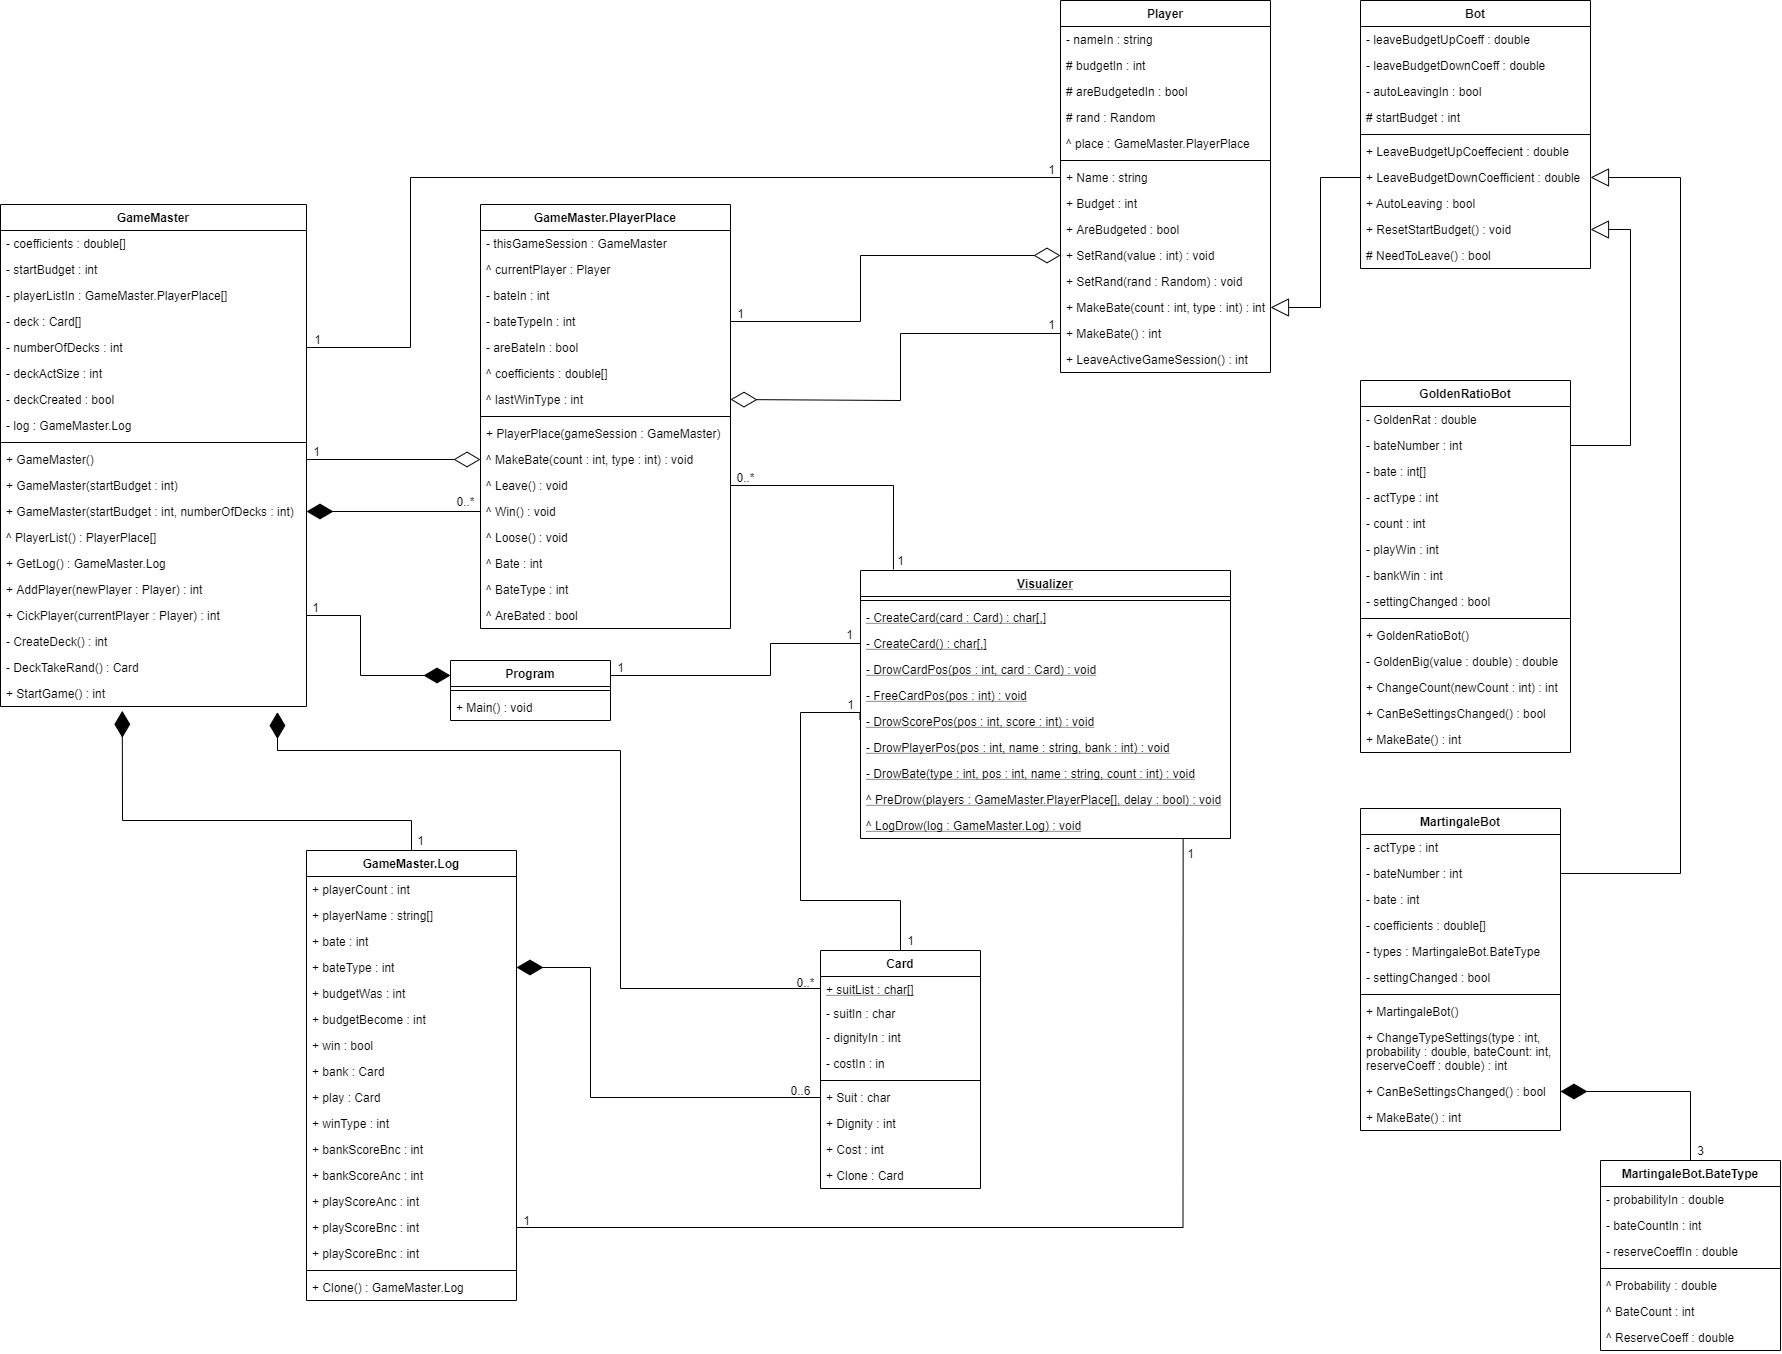 Player
- nameIn : string
# budgetIn : int
# areBudgetedIn : bool
# rand : Random
^ place : GameMaster.PlayerPlace
+ Name : string
+ Budget : int
+ AreBudgeted : bool
+ SetRand(value : int) : void
+ SetRand(rand : Random) : void
+ MakeBate(count : int, type : int) : int
+ MakeBate() : int
+ LeaveActiveGameSession() : int
Bot
- leaveBudgetUpCoeff : double
- leaveBudgetDownCoeff : double
- autoLeavingIn : bool
# startBudget : int
+ LeaveBudgetUpCoeffecient : double
+ LeaveBudgetDownCoefficient : double
+ AutoLeaving : bool
+ ResetStartBudget() : void
# NeedToLeave() : bool
GameMaster
- coefficients : double[]
- startBudget : int
- playerListIn : GameMaster.PlayerPlace[]
- deck : Card[]
- numberOfDecks : int
- deckActSize : int
- deckCreated : bool
- log : GameMaster.Log
+ GameMaster()
+ GameMaster(startBudget : int)
+ GameMaster(startBudget : int, numberOfDecks : int)
^ PlayerList() : PlayerPlace[]
+ GetLog() : GameMaster.Log
+ AddPlayer(newPlayer : Player) : int
+ CickPlayer(currentPlayer : Player) : int
- CreateDeck() : int
- DeckTakeRand() : Card
+ StartGame() : int
GameMaster.PlayerPlace
- thisGameSession : GameMaster
^ currentPlayer : Player
- bateIn : int
- bateTypeIn : int
- areBateIn : bool
^ coefficients : double[]
^ lastWinType : int
+ PlayerPlace(gameSession : GameMaster)
^ MakeBate(count : int, type : int) : void
^ Leave() : void
^ Win() : void
^ Loose() : void
^ Bate : int
^ BateType : int
^ AreBated : bool
1
1
1
1
1
0..*
0..*
1
1
1
1
1
Program
+ Main() : void
Visualizer
- CreateCard(card : Card) : char[,]
- CreateCard() : char[,]
- DrowCardPos(pos : int, card : Card) : void
- FreeCardPos(pos : int) : void
- DrowScorePos(pos : int, score : int) : void
- DrowPlayerPos(pos : int, name : string, bank : int) : void
- DrowBate(type : int, pos : int, name : string, count : int) : void
^ PreDrow(players : GameMaster.PlayerPlace[], delay : bool) : void
^ LogDrow(log : GameMaster.Log) : void
GoldenRatioBot
- GoldenRat : double
- bateNumber : int
- bate : int[]
- actType : int
- count : int
- playWin : int
- bankWin : int
- settingChanged : bool
+ GoldenRatioBot()
- GoldenBig(value : double) : double
+ ChangeCount(newCount : int) : int
+ CanBeSettingsChanged() : bool
+ MakeBate() : int
1
1
1
GameMaster.Log
+ playerCount : int
+ playerName : string[]
+ bate : int
+ bateType : int
+ budgetWas : int
+ budgetBecome : int
+ win : bool
+ bank : Card
+ play : Card
+ winType : int
+ bankScoreBnc : int
+ bankScoreAnc : int
+ playScoreAnc : int
+ playScoreBnc : int
+ playScoreBnc : int
+ Clone() : GameMaster.Log
0..*
0..6
1
Card
+ suitList : char[]
- suitIn : char
- dignityIn : int
- costIn : in
+ Suit : char
+ Dignity : int
+ Cost : int
+ Clone : Card
MartingaleBot
- actType : int
- bateNumber : int
- bate : int
- coefficients : double[]
- types : MartingaleBot.BateType
- settingChanged : bool
+ MartingaleBot()
+ ChangeTypeSettings(type : int,
probability : double, bateCount: int,
reserveCoeff : double) : int
+ CanBeSettingsChanged() : bool
+ MakeBate() : int
3
MartingaleBot.BateType
- probabilityIn : double
- bateCountIn : int
- reserveCoeffIn : double
^ Probability : double
^ BateCount : int
^ ReserveCoeff : double